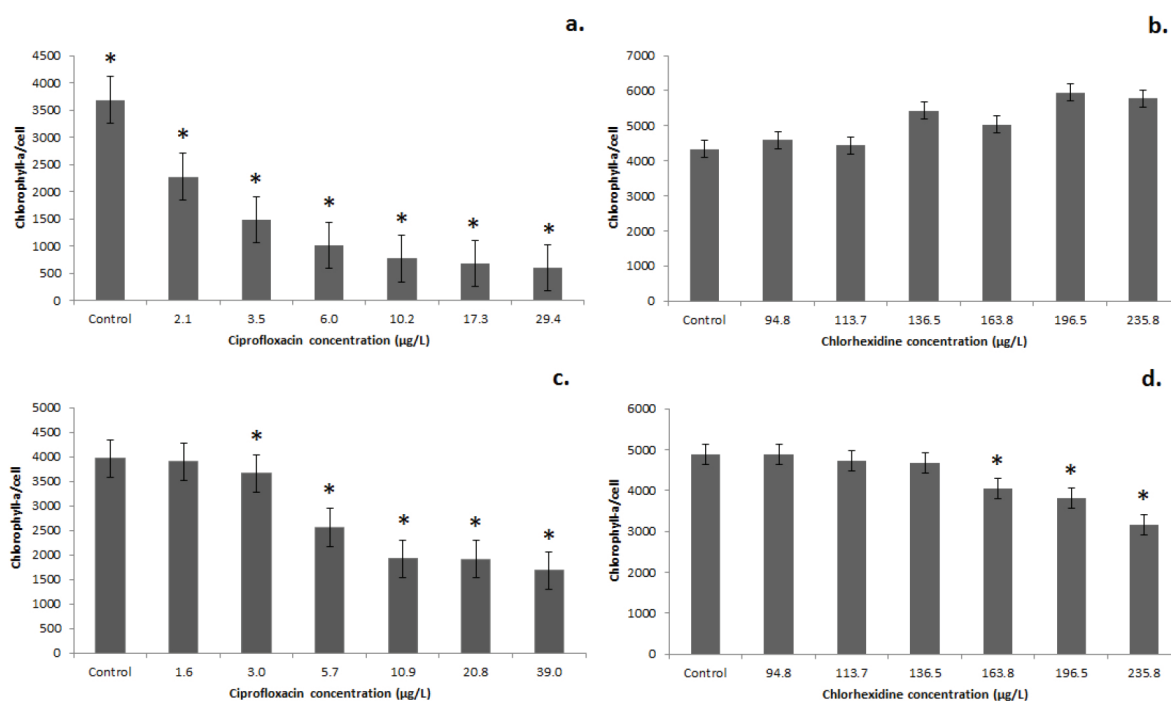 a.
Chlorophyll-a/cell
4500
4000
3500
3000
2500
2000
1500
1000
500
0
* * * * * * *
Control 2.1 3.5 6.0 10.2 17.3 29.4
Ciprofloxacin concentration (µg/L)
b.
Chlorophyll-a/cell
7000
6000
5000
4000
3000
2000
1000
0
Control 94.8 113.7 136.5 163.8 196.5 235.8
Chlorhexidine concentration (µg/L)
c.
Chlorophyll-a/cell
5000
4500
4000
3500
3000
2500
2000
1500
1000
500
0
* * * * *
Control 1.6 3.0 5.7 10.9 20.8 39.0
Ciprofloxacin concentration (µg/L)
d.
Chlorophyll-a/cell
6000
5000
4000
3000
2000
1000
0
* * *
Control 94.8 113.7 136.5 163.8 196.5 235.8
Chlorhexidine concentration (µg/L)